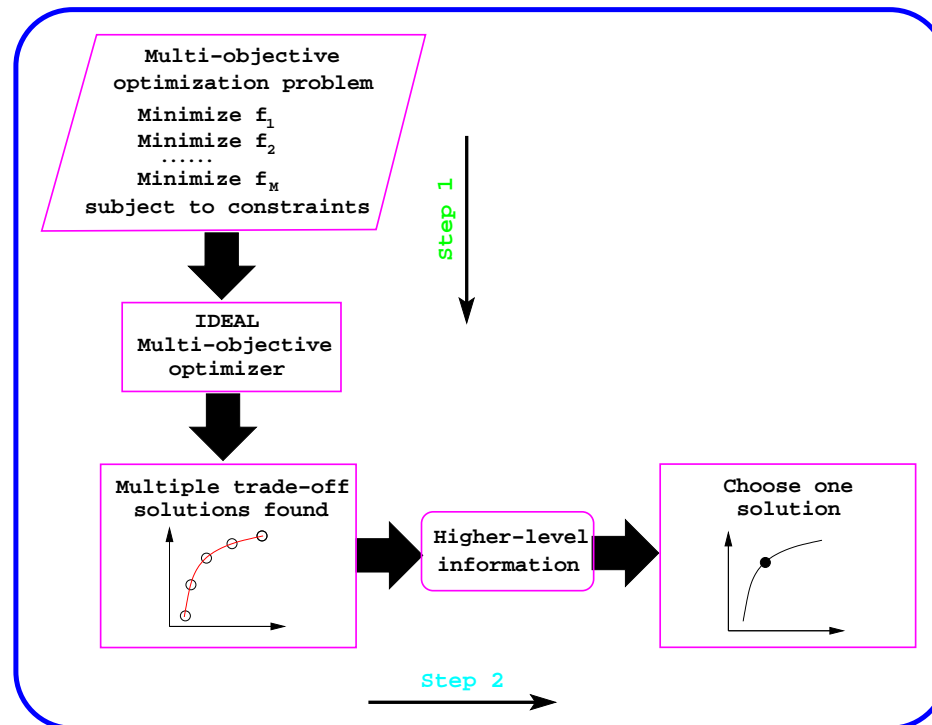 Multi-objective
optimization problem
Minimize f₁
Minimize f₂
......
Minimize f_M
subject to constraints
Step 1
IDEAL
Multi-objective
optimizer
Multiple trade-off
solutions found
Higher-level
information
Choose one
solution
Step 2